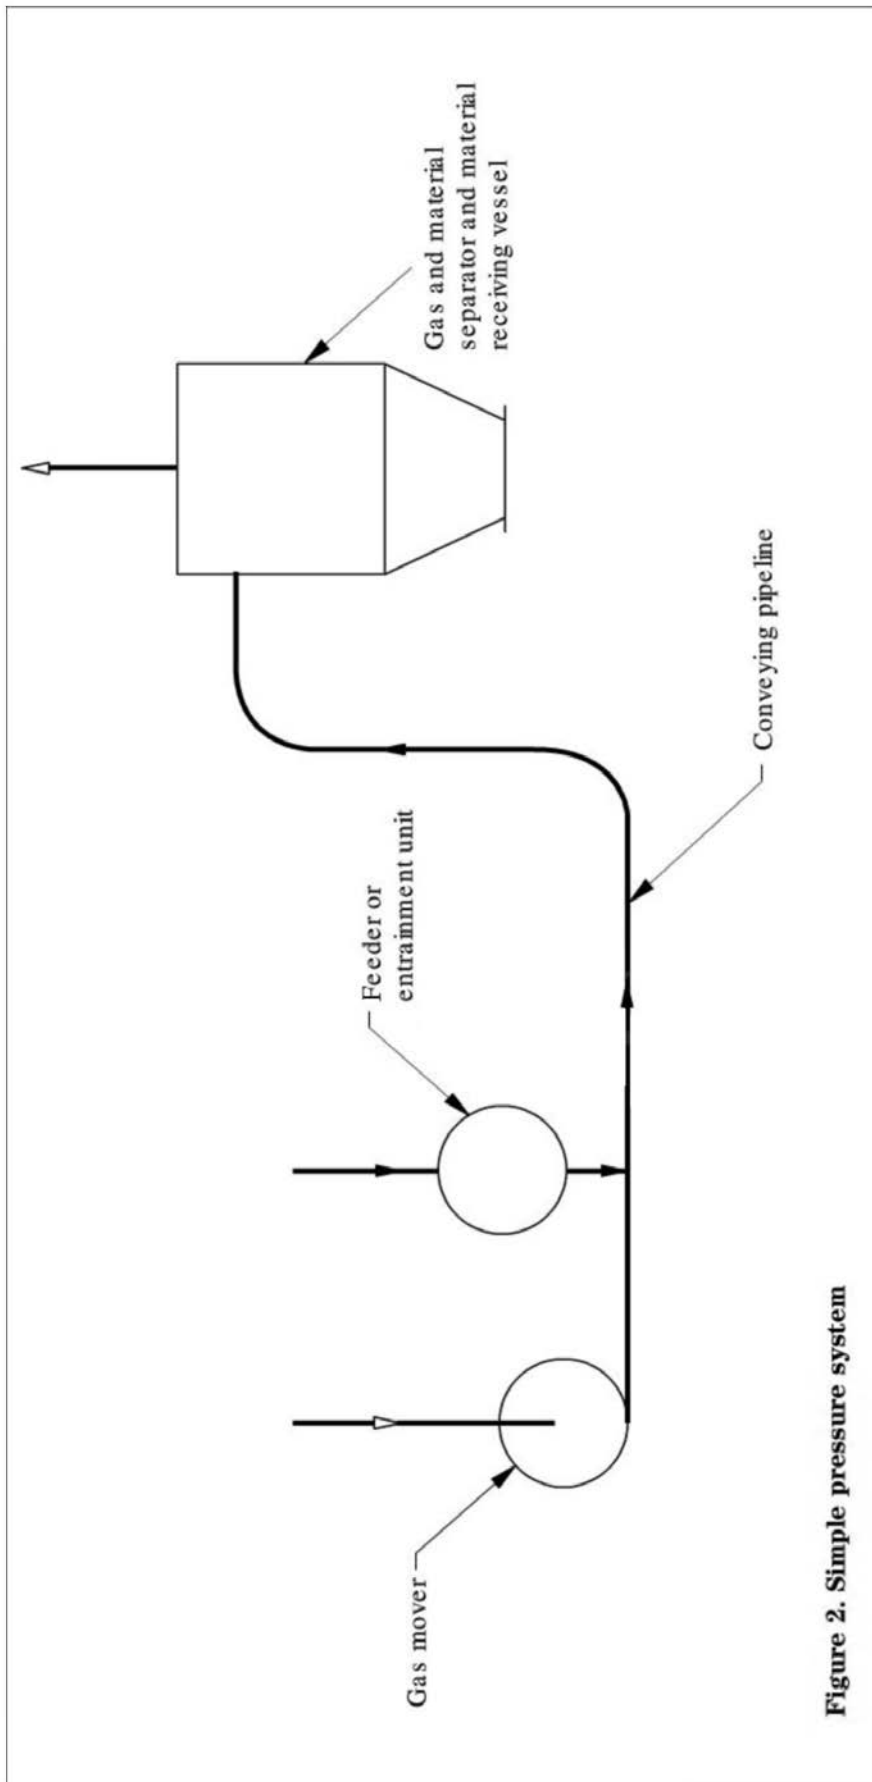 Gas mover
Feeder or
entrainment unit
Gas and material
separator and material
receiving vessel
Conveying pipeline
Figure 2. Simple pressure system